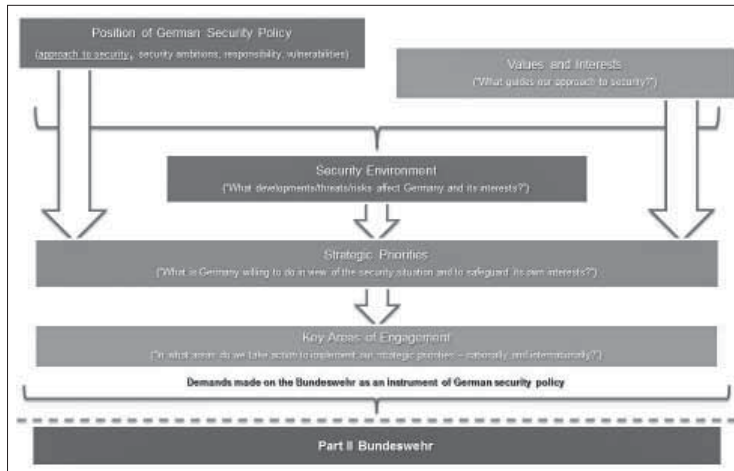 Position of German Security Policy
(approach to security, security ambitions, responsibility, vulnerabilities)
Values and Interests
("What guides our approach to security?")
Security Environment
("What developments/threats/risks affect Germany and its interests?")
Strategic Priorities
("What is Germany willing to do in view of the security situation and to safeguard its own interests?")
Key Areas of Engagement
("In what areas do we take action to implement our strategic priorities – nationally and internationally?")
Demands made on the Bundeswehr as an instrument of German security policy
Part II Bundeswehr